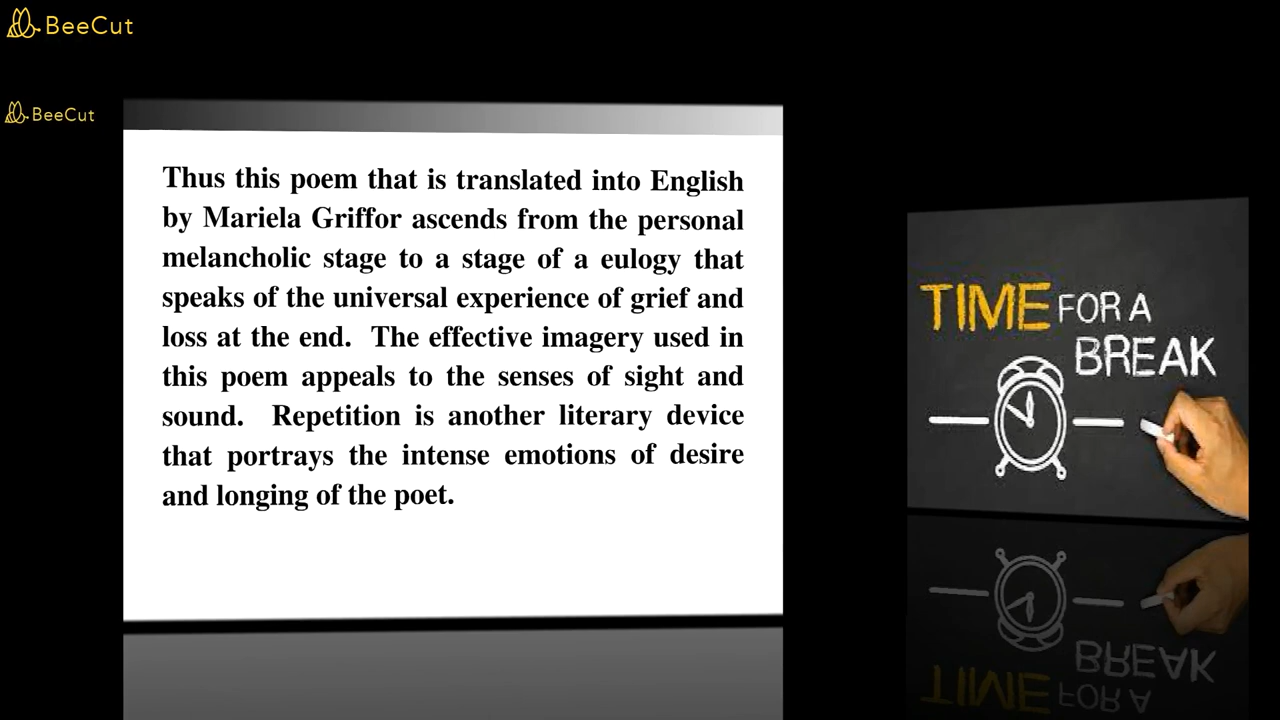 BeeCut
BeeCut
Thus this poem that is translated into English
by Mariela Griffor ascends from the personal
melancholic stage to a stage of a eulogy that
speaks of the universal experience of grief and
loss at the end. The effective imagery used in
this poem appeals to the senses of sight and
sound. Repetition is another literary device
that portrays the intense emotions of desire
and longing of the poet.
TIME FOR A
BREAK